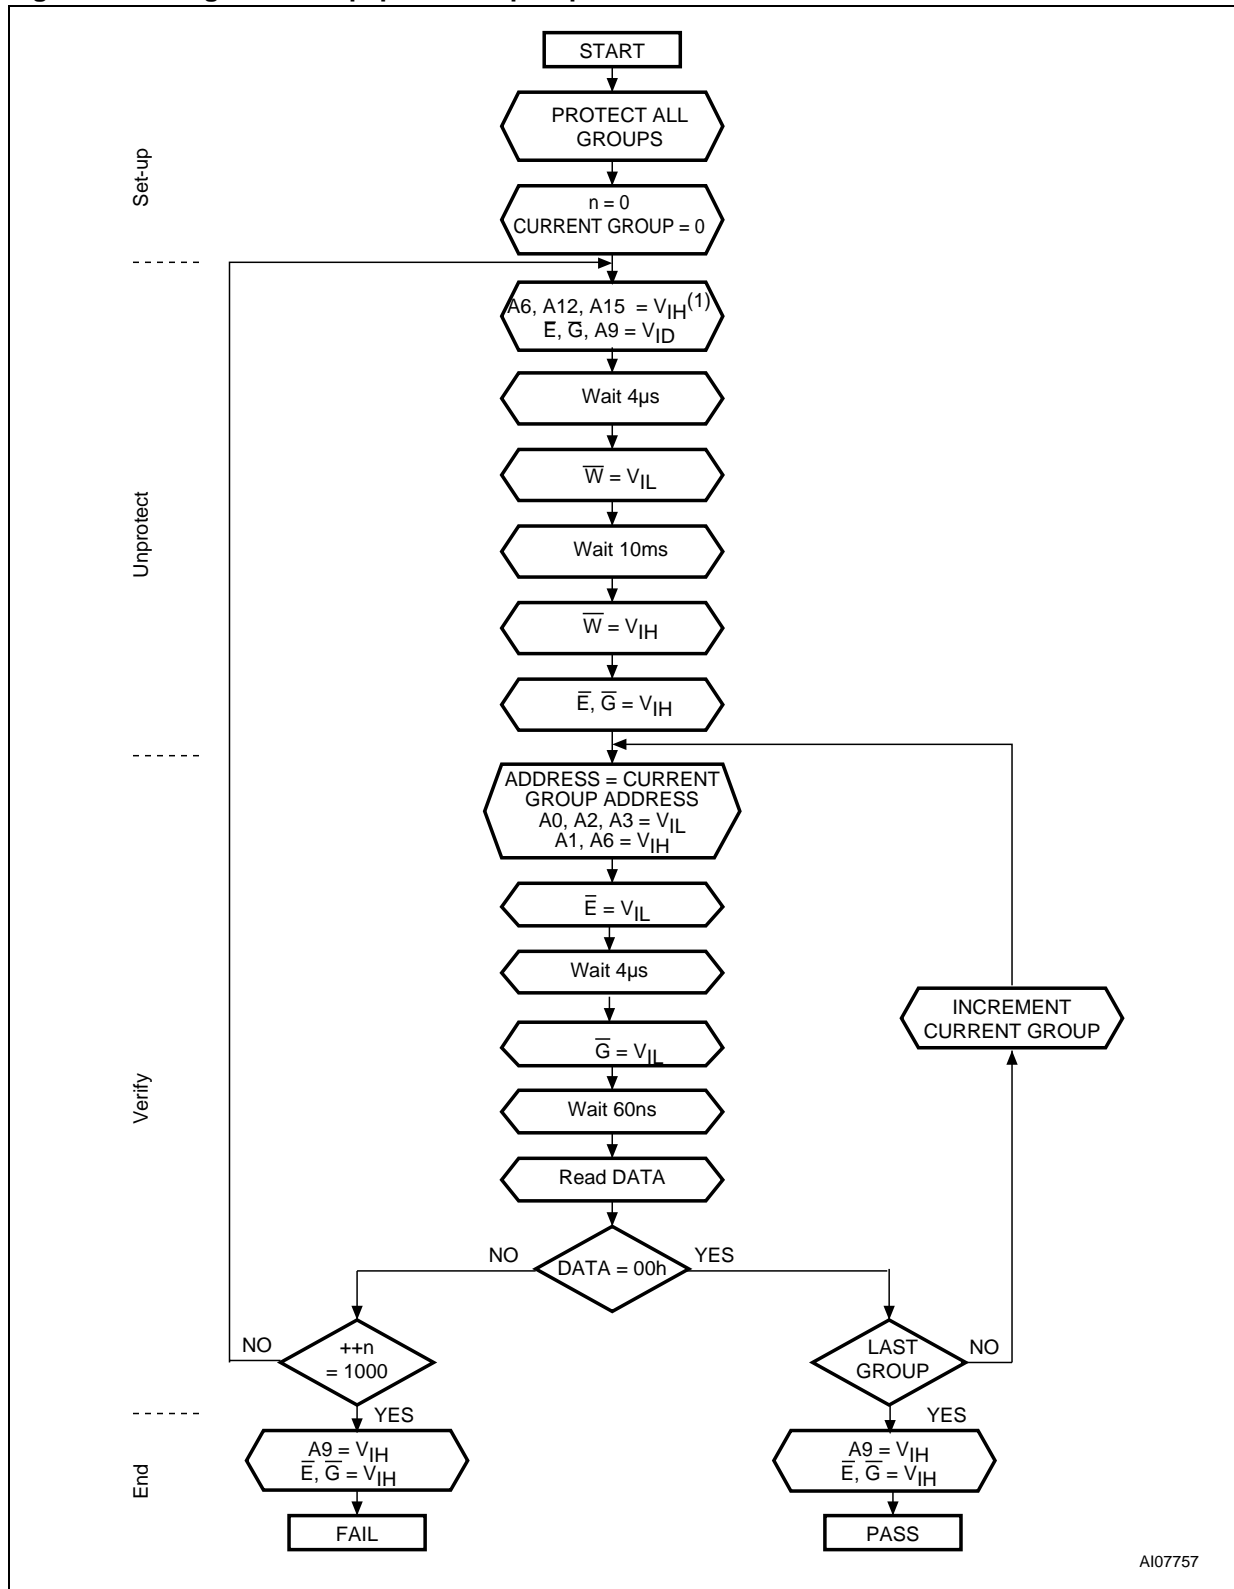 START
PROTECT ALL
GROUPS
Set-up
n = 0
CURRENT GROUP = 0
A6, A12, A15 = VIH(1)
E̅, G̅, A9 = VID
Wait 4µs
W̅ = VIL
Unprotect
Wait 10ms
W̅ = VIH
E̅, G̅ = VIH
ADDRESS = CURRENT
GROUP ADDRESS
A0, A2, A3 = VIL
A1, A6 = VIH
E̅ = VIL
Wait 4µs
INCREMENT
CURRENT GROUP
G̅ = VIL
Verify
Wait 60ns
Read DATA
NO
DATA = 00h
YES
NO
++n
= 1000
LAST
GROUP
NO
YES
YES
End
A9 = VIH
E̅, G̅ = VIH
A9 = VIH
E̅, G̅ = VIH
FAIL
PASS
AI07757